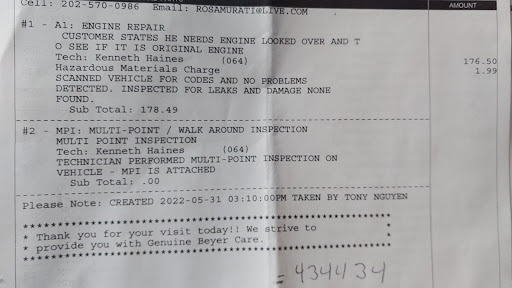 AMOUNT
Cell: 202-570-0986 Email: ROSAMURATI@LIVE.COM
#1 - A1: ENGINE REPAIR
CUSTOMER STATES HE NEEDS ENGINE LOOKED OVER AND T
O SEE IF IT IS ORIGINAL ENGINE
Tech: Kenneth Haines (064) 176.50
Hazardous Materials Charge 1.99
SCANNED VEHICLE FOR CODES AND NO PROBLEMS
DETECTED. INSPECTED FOR LEAKS AND DAMAGE NONE
FOUND.
Sub Total: 178.49
#2 - MPI: MULTI-POINT / WALK AROUND INSPECTION
MULTI POINT INSPECTION
Tech: Kenneth Haines (064)
TECHNICIAN PERFORMED MULTI-POINT INSPECTION ON
VEHICLE - MPI IS ATTACHED
Sub Total: .00
Please Note: CREATED 2022-05-31 03:10:00PM TAKEN BY TONY NGUYEN
* Thank you for your visit today!! We strive to *
* provide you with Genuine Beyer Care. *
= 434434